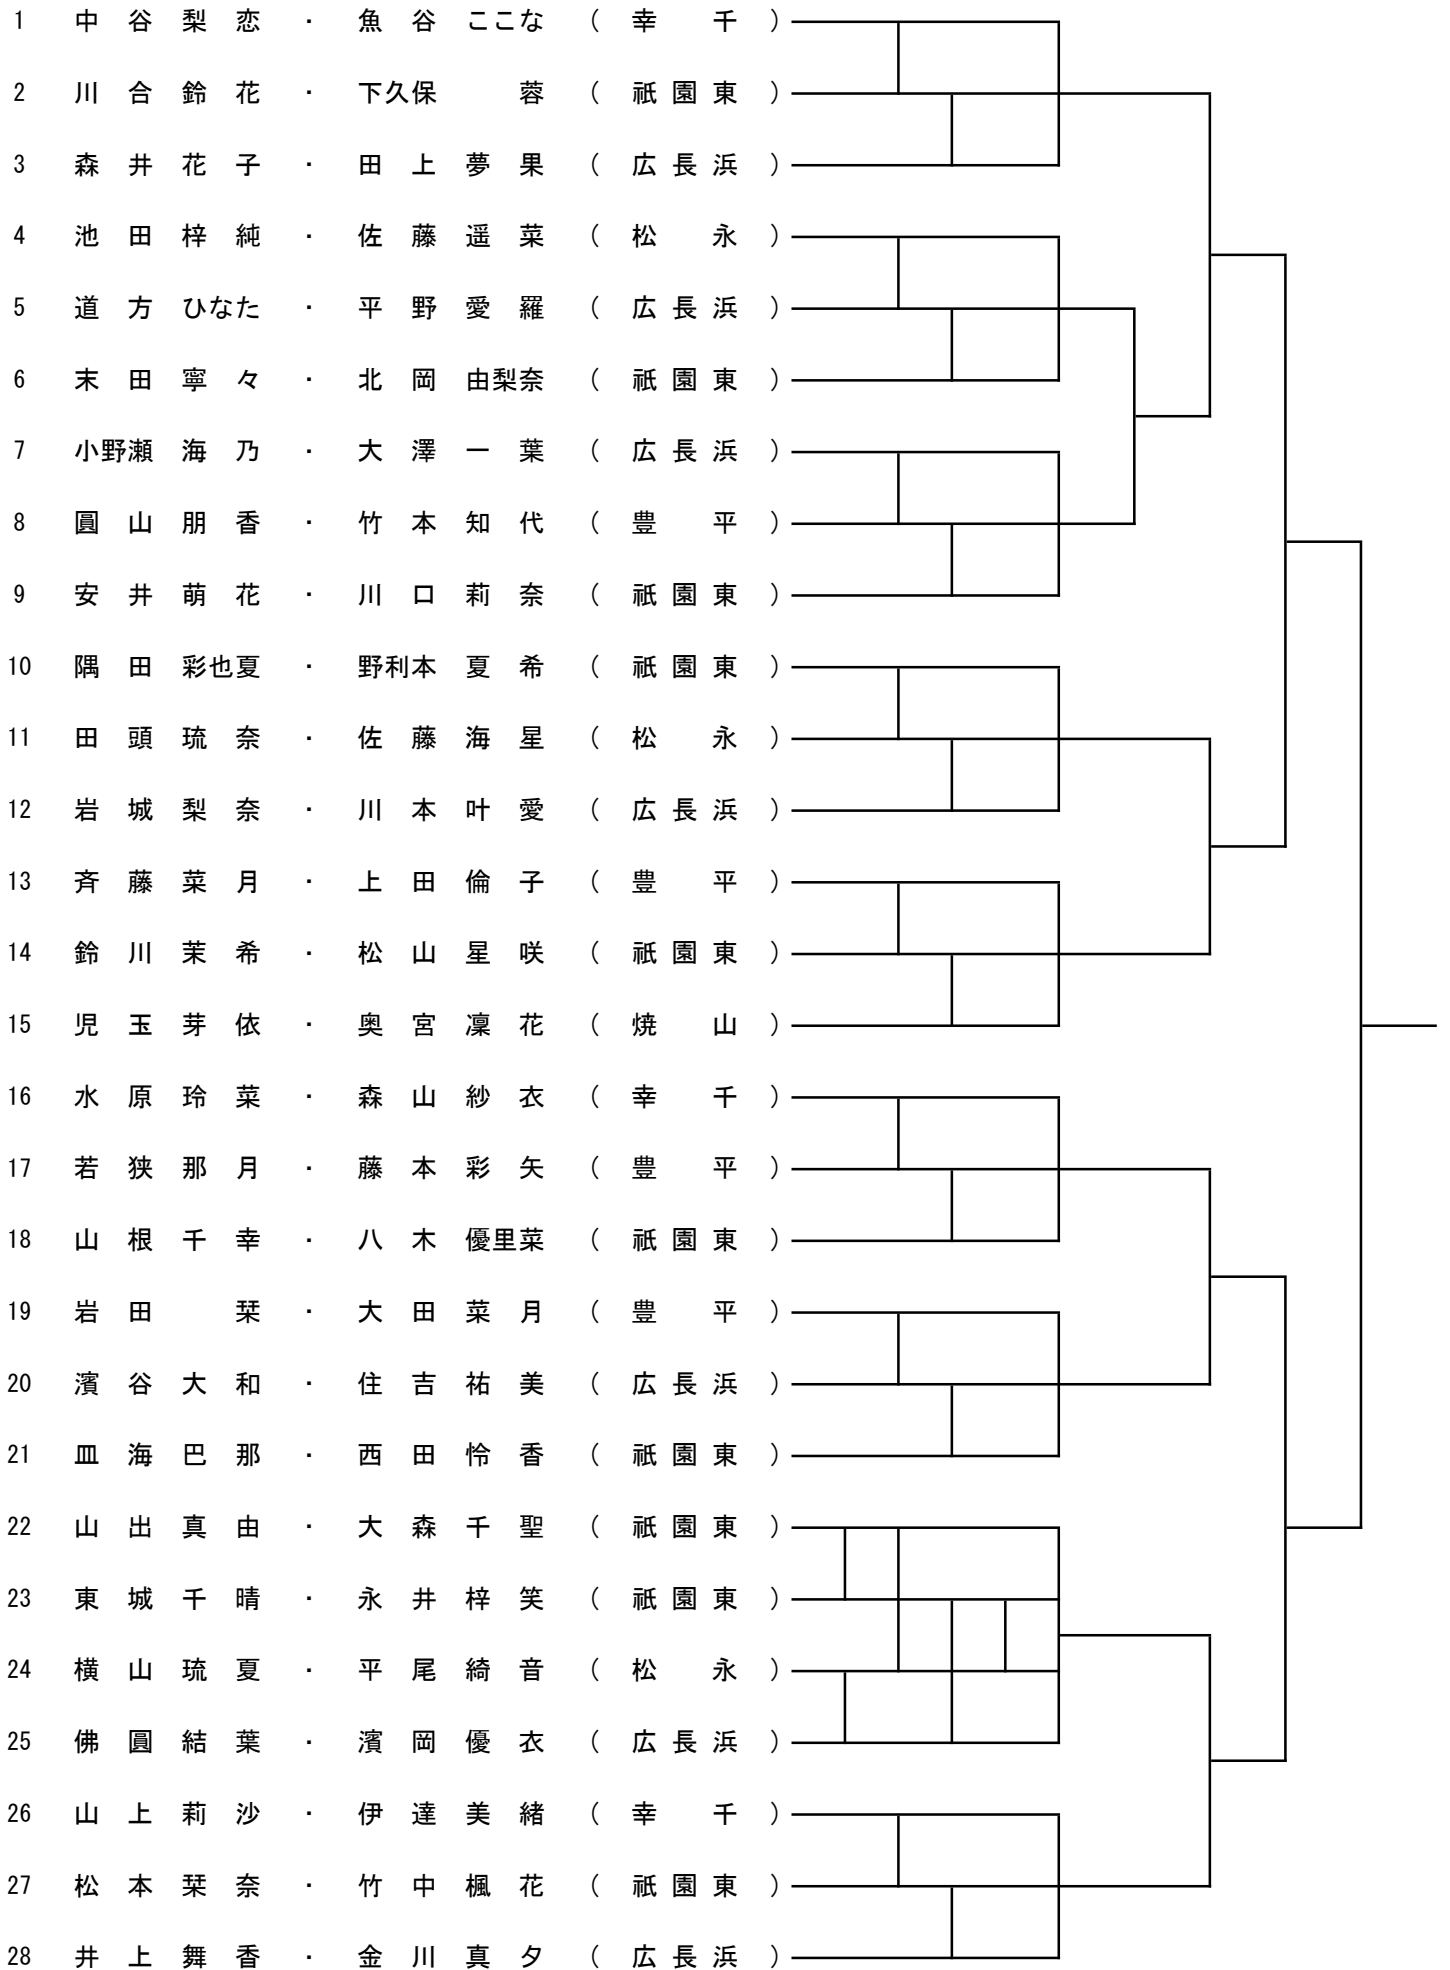 1 中谷梨恋 · 魚谷ここな (幸千)
2 川合鈴花 · 下久保蓉 (祇園東)
3 森井花子 · 田上夢果 (広長浜)
4 池田梓純 · 佐藤遥菜 (松永)
5 道方ひなた · 平野愛羅 (広長浜)
6 末田寧々 · 北岡由梨奈 (祇園東)
7 小野瀬海乃 · 大澤一葉 (広長浜)
8 圓山朋香 · 竹本知代 (豊平)
9 安井萌花 · 川口莉奈 (祇園東)
10 隅田彩也夏 · 野利本夏希 (祇園東)
11 田頭琉奈 · 佐藤海星 (松永)
12 岩城梨奈 · 川本叶愛 (広長浜)
13 斉藤菜月 · 上田倫子 (豊平)
14 鈴川茉希 · 松山星咲 (祇園東)
15 児玉芽依 · 奥宮凜花 (焼山)
16 水原玲菜 · 森山紗衣 (幸千)
17 若狭那月 · 藤本彩矢 (豊平)
18 山根千幸 · 八木優里菜 (祇園東)
19 岩田栞 · 大田菜月 (豊平)
20 濱谷大和 · 住吉祐美 (広長浜)
21 皿海巴那 · 西田怜香 (祇園東)
22 山出真由 · 大森千聖 (祇園東)
23 東城千晴 · 永井梓笑 (祇園東)
24 横山琉夏 · 平尾綺音 (松永)
25 佛圓結葉 · 濱岡優衣 (広長浜)
26 山上莉沙 · 伊達美緒 (幸千)
27 松本栞奈 · 竹中楓花 (祇園東)
28 井上舞香 · 金川真夕 (広長浜)